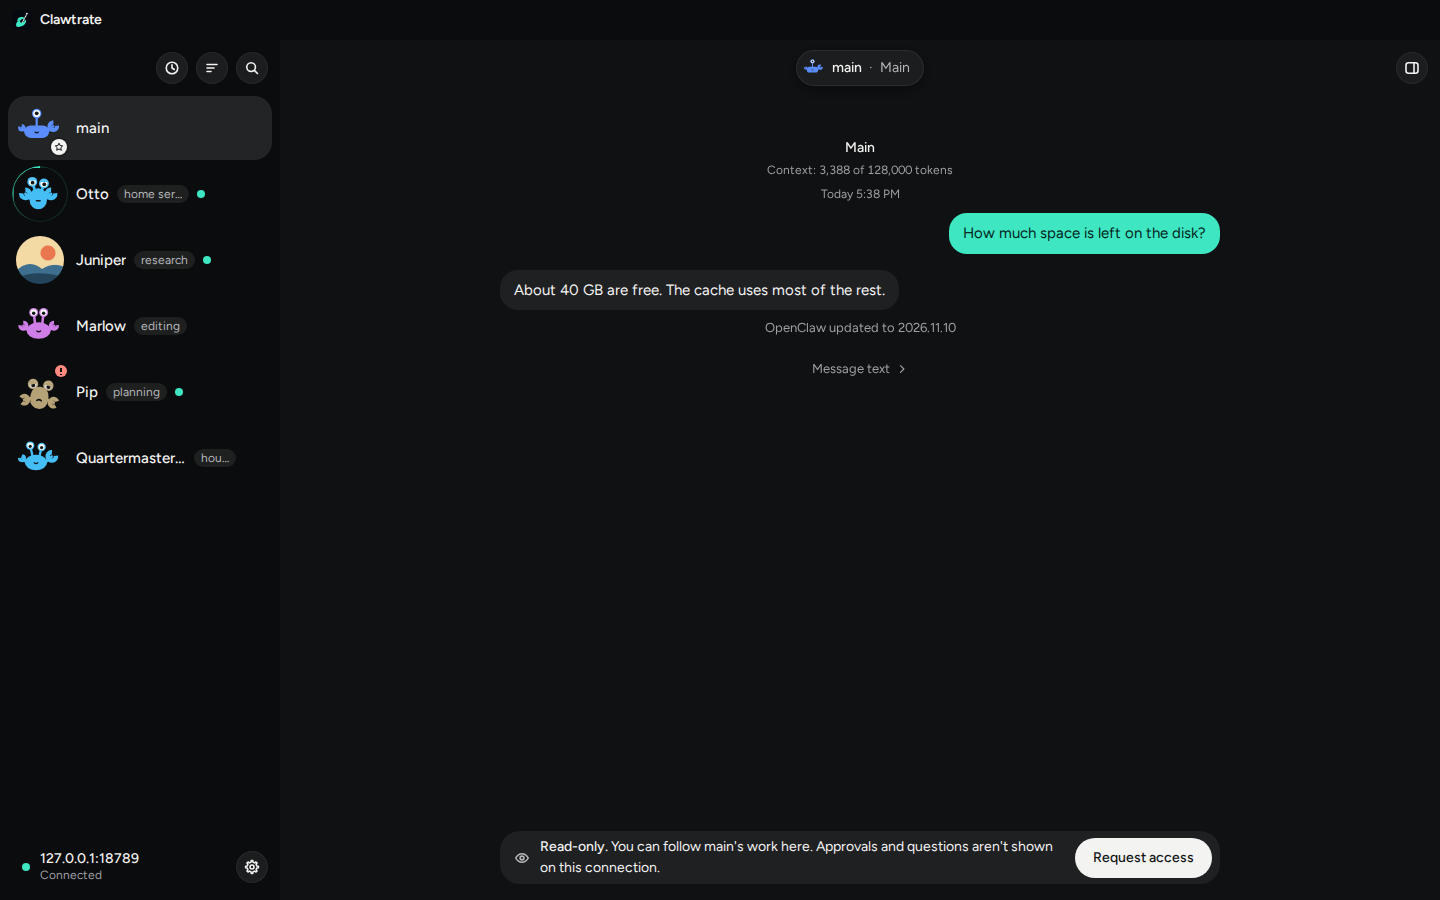 Clawtrate
main · Main
main
Otto home ser...
Juniper research
Marlow editing
Pip planning
Quartermaster... hou...
127.0.0.1:18789
Connected
Main
Context: 3,388 of 128,000 tokens
Today 5:38 PM
How much space is left on the disk?
About 40 GB are free. The cache uses most of the rest.
OpenClaw updated to 2026.11.10
Message text
Read-only. You can follow main's work here. Approvals and questions aren't shown
on this connection.
Request access